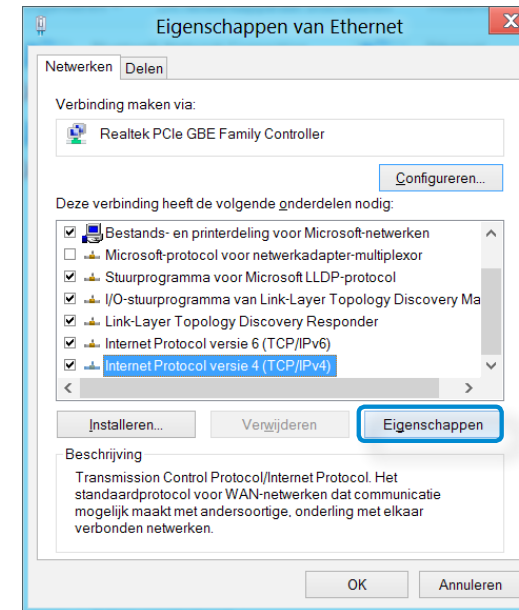 Eigenschappen van Ethernet
X
Netwerken Delen
Verbinding maken via:
Realtek PCIe GBE Family Controller
Configureren...
Deze verbinding heeft de volgende onderdelen nodig:
Bestands- en printerdeling voor Microsoft-netwerken
Microsoft-protocol voor netwerkadapter-multiplexor
Stuurprogramma voor Microsoft LLDP-protocol
I/O-stuurprogramma van Link-Layer Topology Discovery Ma
Link-Layer Topology Discovery Responder
Internet Protocol versie 6 (TCP/IPv6)
Internet Protocol versie 4 (TCP/IPv4)
Installeren... Verwijderen Eigenschappen
Beschrijving
Transmission Control Protocol/Internet Protocol. Het
standaardprotocol voor WAN-netwerken dat communicatie
mogelijk maakt met andersoortige, onderling met elkaar
verbonden netwerken.
OK Annuleren